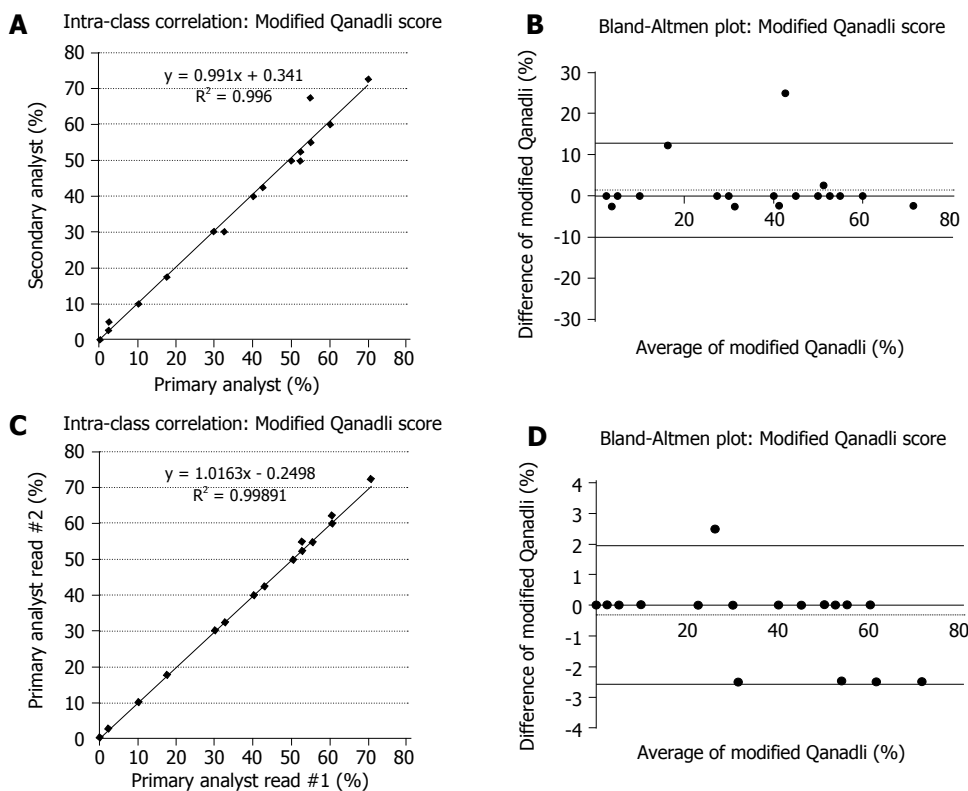 A Intra-class correlation: Modified Qanadli score
80
70
60
50
40
30
20
10
0
Secondary analyst (%)
y = 0.991x + 0.341
R² = 0.996
0 10 20 30 40 50 60 70 80
Primary analyst (%)
B Bland-Altmen plot: Modified Qanadli score
30
20
10
0
-10
-20
-30
Difference of modified Qanadli (%)
20 40 60 80
Average of modified Qanadli (%)
C Intra-class correlation: Modified Qanadli score
80
70
60
50
40
30
20
10
0
Primary analyst read #2 (%)
y = 1.0163x - 0.2498
R² = 0.99891
0 10 20 30 40 50 60 70 80
Primary analyst read #1 (%)
D Bland-Altmen plot: Modified Qanadli score
4
3
2
1
0
-1
-2
-3
-4
Difference of modified Qanadli (%)
20 40 60 80
Average of modified Qanadli (%)